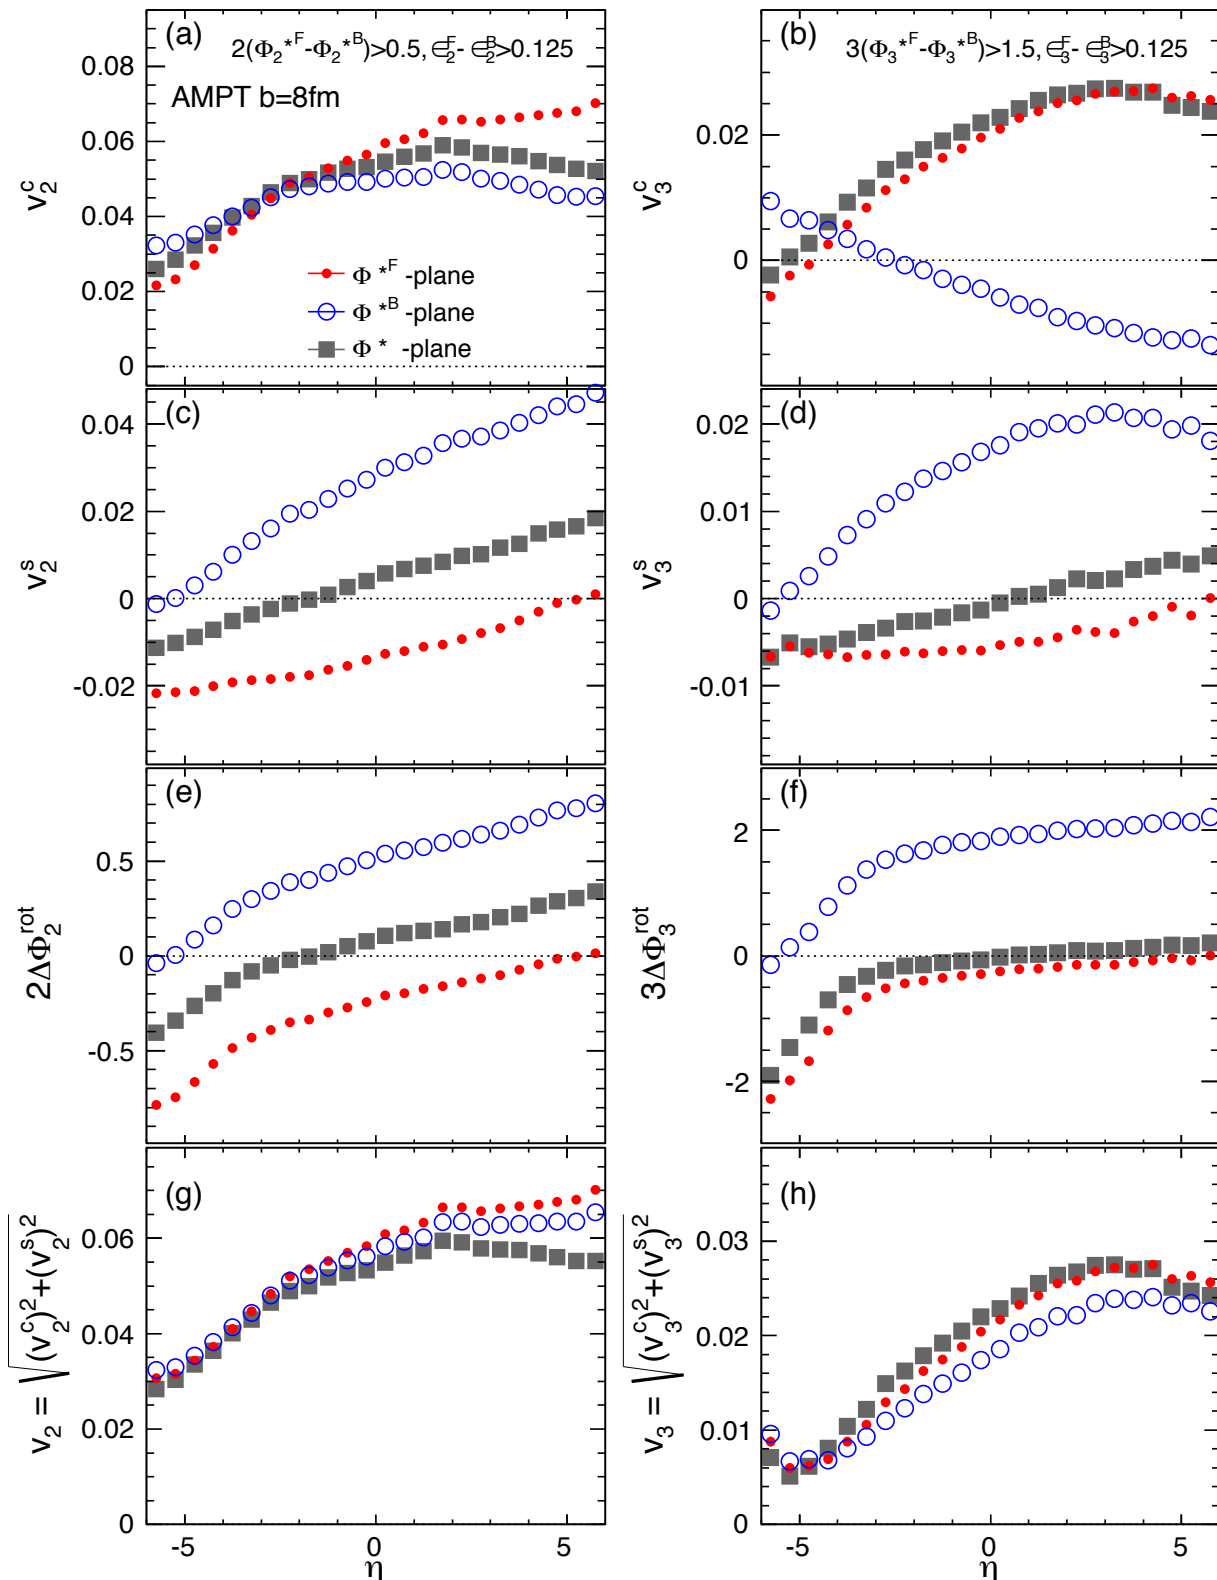 (a) 2(Φ₂*ᶠ-Φ₂*ᴮ)>0.5, ∈₂ᶠ- ∈₂ᴮ>0.125
AMPT b=8fm
0.08
0.06
0.04
0.02
0
v₂ᶜ
Φ*ᶠ -plane
Φ*ᴮ -plane
Φ* -plane
(b) 3(Φ₃*ᶠ-Φ₃*ᴮ)>1.5, ∈₃ᶠ- ∈₃ᴮ>0.125
0.02
0
v₃ᶜ
(c)
0.04
0.02
0
-0.02
v₂ˢ
(d)
0.02
0.01
0
-0.01
v₃ˢ
(e)
0.5
0
-0.5
2ΔΦ₂ʳᵒᵗ
(f)
2
0
-2
3ΔΦ₃ʳᵒᵗ
(g)
0.06
0.04
0.02
0
v₂ = √(v₂ᶜ)²+(v₂ˢ)²
-5 0 5
η
(h)
0.03
0.02
0.01
0
v₃ = √(v₃ᶜ)²+(v₃ˢ)²
-5 0 5
η